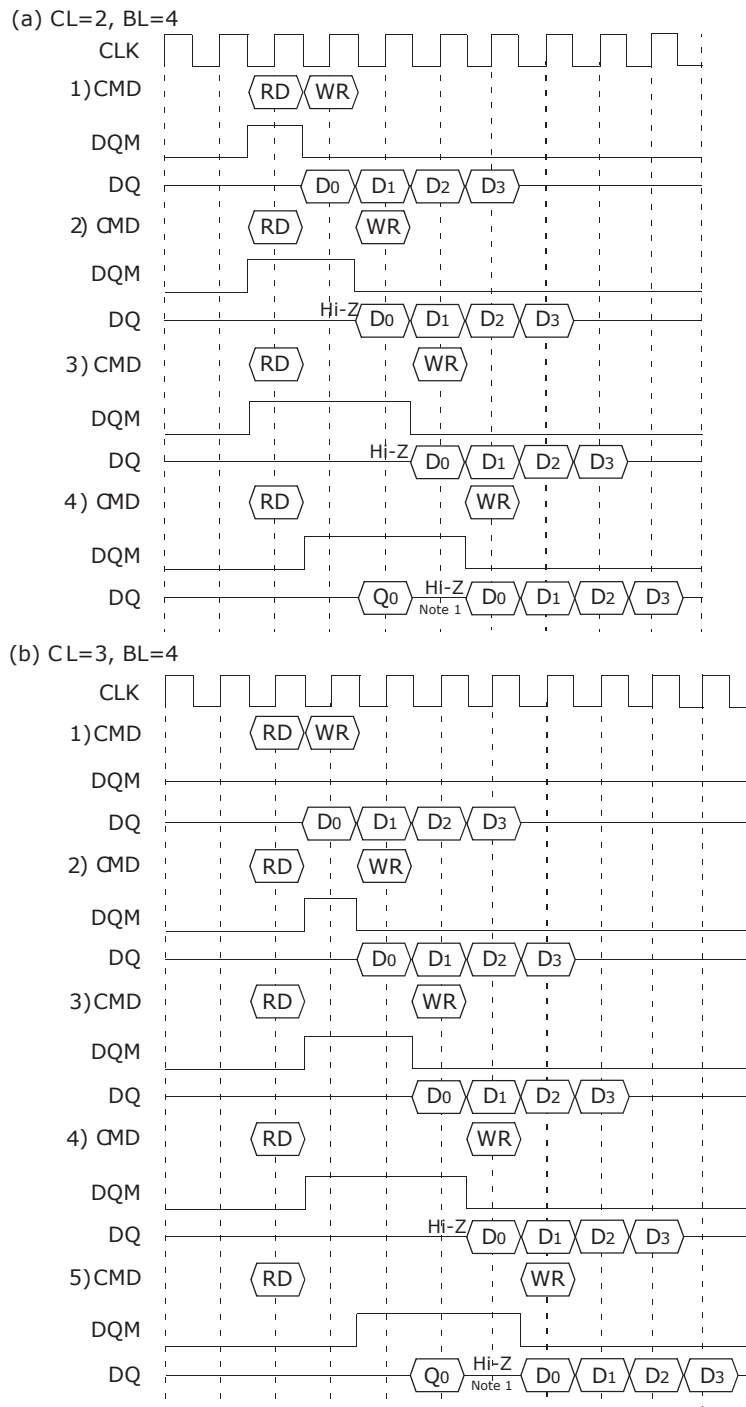 (a) CL=2, BL=4
CLK
1)CMD RD WR
DQM
DQ D0 D1 D2 D3
2) CMD RD WR
DQM
DQ Hi-Z D0 D1 D2 D3
3) CMD RD WR
DQM
DQ Hi-Z D0 D1 D2 D3
4) CMD RD WR
DQM
DQ Q0 Hi-Z D0 D1 D2 D3
Note 1
(b) CL=3, BL=4
CLK
1)CMD RD WR
DQM
DQ D0 D1 D2 D3
2) CMD RD WR
DQM
DQ D0 D1 D2 D3
3)CMD RD WR
DQM
DQ D0 D1 D2 D3
4) CMD RD WR
DQM
DQ Hi-Z D0 D1 D2 D3
5)CMD RD WR
DQM
DQ Q0 Hi-Z D0 D1 D2 D3
Note 1